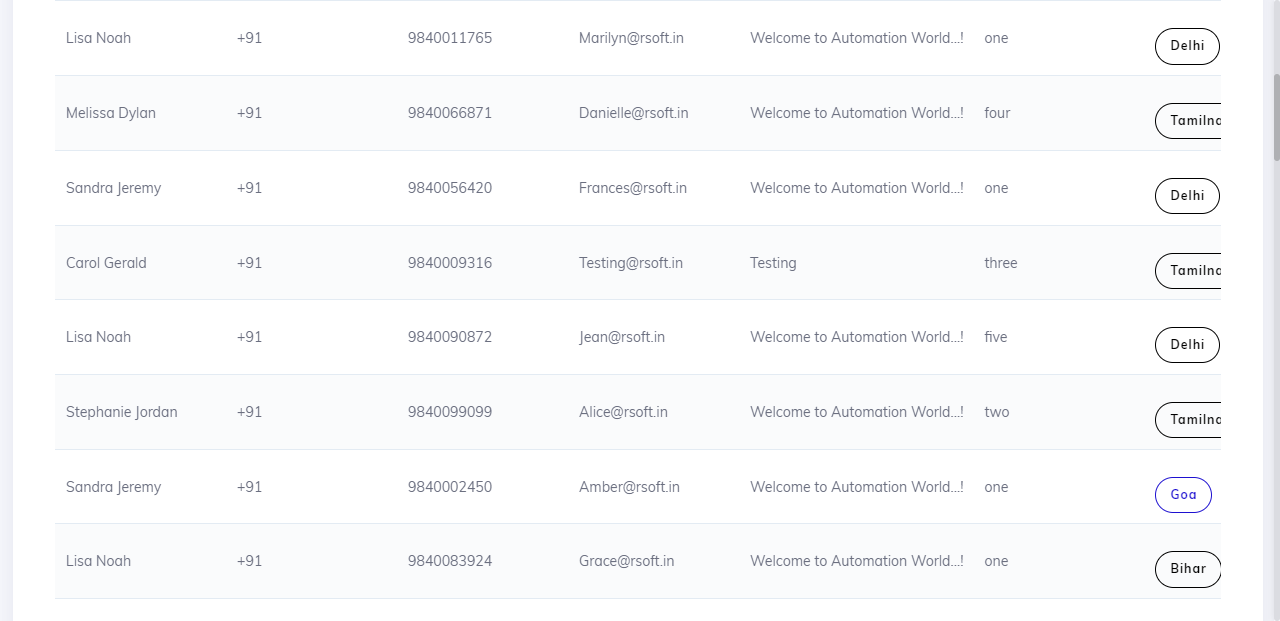 Lisa Noah +91 9840011765 Marilyn@rsoft.in Welcome to Automation World...! one Delhi
Melissa Dylan +91 9840066871 Danielle@rsoft.in Welcome to Automation World...! four Tamilna
Sandra Jeremy +91 9840056420 Frances@rsoft.in Welcome to Automation World...! one Delhi
Carol Gerald +91 9840009316 Testing@rsoft.in Testing three Tamilna
Lisa Noah +91 9840090872 Jean@rsoft.in Welcome to Automation World...! five Delhi
Stephanie Jordan +91 9840099099 Alice@rsoft.in Welcome to Automation World...! two Tamilna
Sandra Jeremy +91 9840002450 Amber@rsoft.in Welcome to Automation World...! one Goa
Lisa Noah +91 9840083924 Grace@rsoft.in Welcome to Automation World...! one Bihar